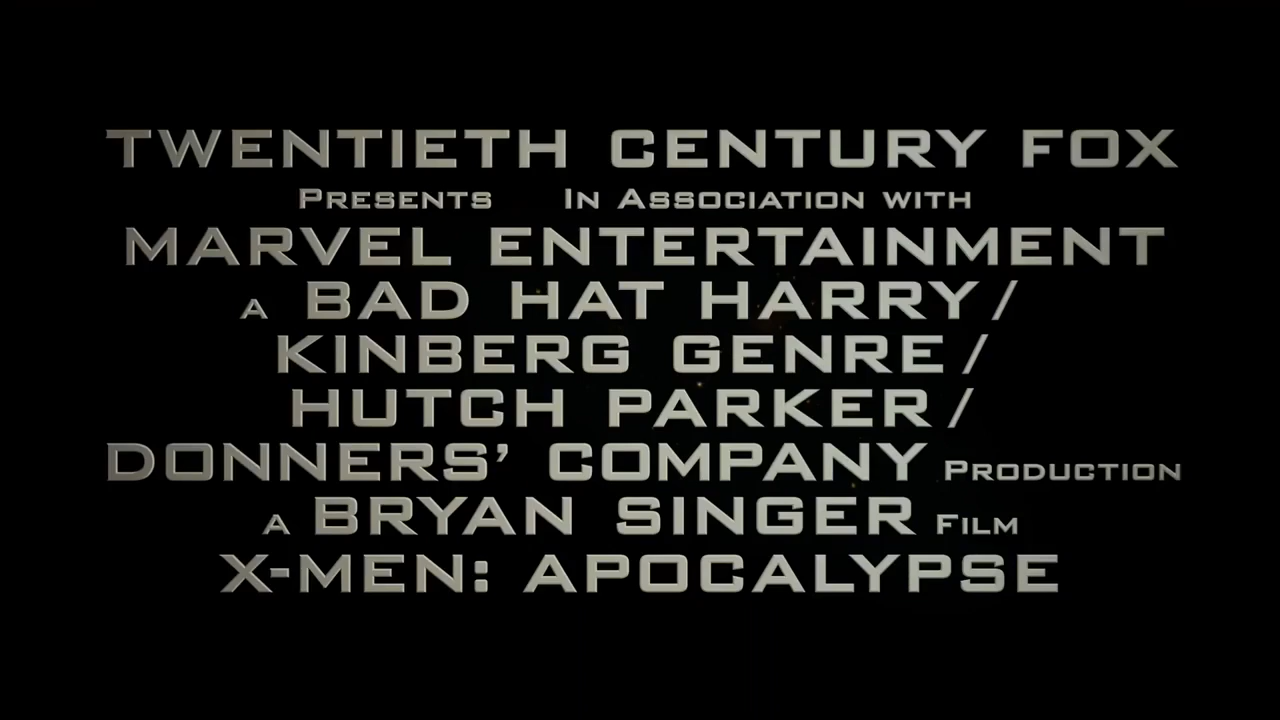 TWENTIETH CENTURY FOX
PRESENTS IN ASSOCIATION WITH
MARVEL ENTERTAINMENT
A BAD HAT HARRY/
KINBERG GENRE/
HUTCH PARKER/
DONNERS' COMPANY PRODUCTION
A BRYAN SINGER FILM
X-MEN: APOCALYPSE